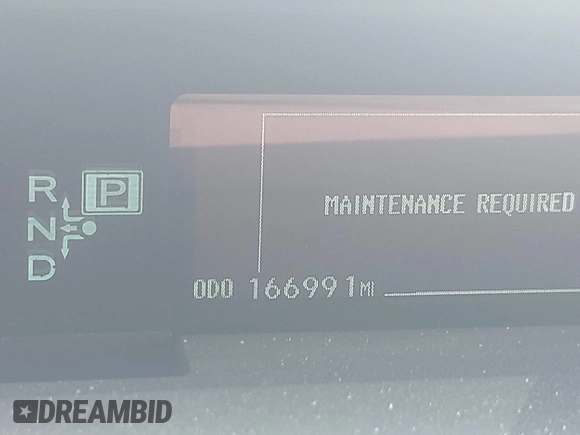 R P
N
D
MAINTENANCE REQUIRED
ODO 166991MI
DREAMBID